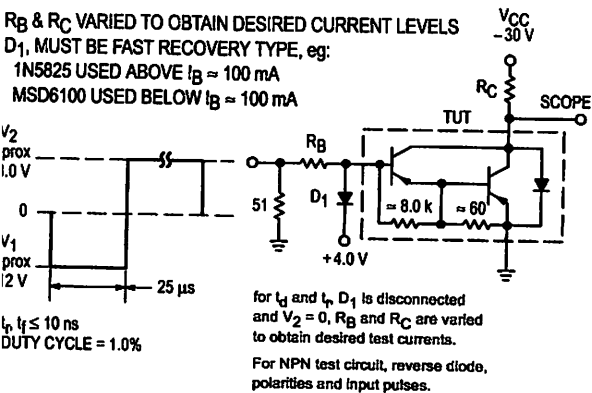 RB & RC VARIED TO OBTAIN DESIRED CURRENT LEVELS
D1, MUST BE FAST RECOVERY TYPE, eg:
1N5825 USED ABOVE IB ≈ 100 mA
MSD6100 USED BELOW IB ≈ 100 mA
VCC
−30 V
RC
SCOPE
TUT
V2
prox
.0 V
RB
0
51
D1
≈ 8.0 k
≈ 60
+4.0 V
V1
prox
2 V
25 µs
tr, tf ≤ 10 ns
DUTY CYCLE = 1.0%
for td and tr, D1 is disconnected
and V2 = 0, RB and RC are varied
to obtain desired test currents.
For NPN test circuit, reverse diode,
polarities and input pulses.